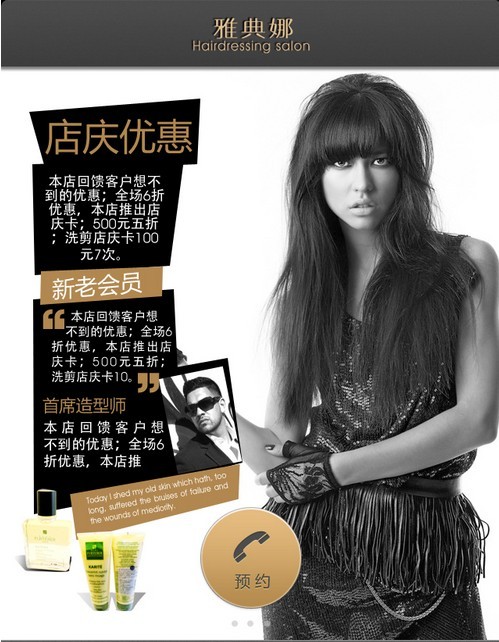 雅典娜
Hairdressing salon
店庆优惠
本店回馈客户想不
到的优惠；全场6折
优惠，本店推出店
庆卡；500元五折
；洗剪店庆卡100
元7次。
新老会员
“ 本店回馈客户想
不到的优惠；全场6
折优惠，本店推出店
庆卡；500元五折；
洗剪店庆卡10。 ”
首席造型师
本店回馈客户想
不到的优惠；全场6
折优惠，本店推
Today I shed my old skin which hath, too
long, suffered the bruises of failure and
the wounds of mediority.
KARITE
预约